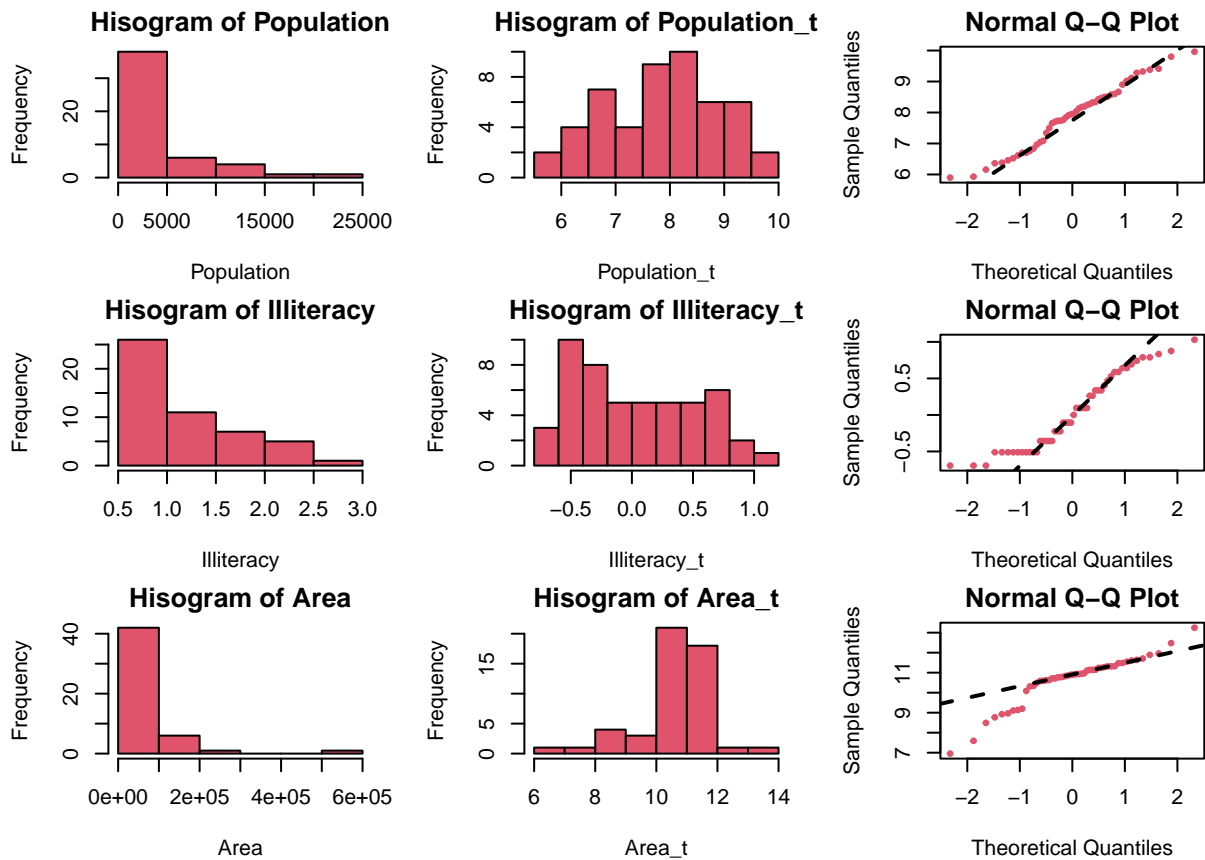 Hisogram of Population
Frequency
0
20
0
5000
15000
25000
Population
Hisogram of Population_t
Frequency
0
4
8
6
7
8
9
10
Population_t
Normal Q−Q Plot
Sample Quantiles
6
7
8
9
−2
−1
0
1
2
Theoretical Quantiles
Hisogram of Illiteracy
Frequency
0
10
20
0.5
1.0
1.5
2.0
2.5
3.0
Illiteracy
Hisogram of Illiteracy_t
Frequency
0
4
8
−0.5
0.0
0.5
1.0
Illiteracy_t
Normal Q−Q Plot
Sample Quantiles
−0.5
0.5
−2
−1
0
1
2
Theoretical Quantiles
Hisogram of Area
Frequency
0
20
40
0e+00
2e+05
4e+05
6e+05
Area
Hisogram of Area_t
Frequency
0
5
15
6
8
10
12
14
Area_t
Normal Q−Q Plot
Sample Quantiles
7
9
11
−2
−1
0
1
2
Theoretical Quantiles